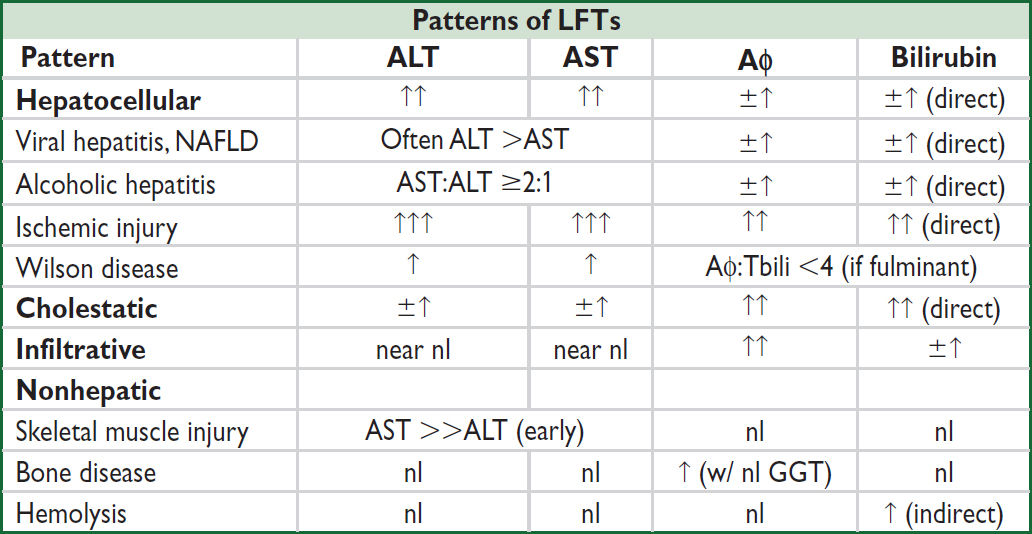 Patterns of LFTs
Pattern ALT AST Aϕ Bilirubin
Hepatocellular ↑↑ ↑↑ ±↑ ±↑ (direct)
Viral hepatitis, NAFLD Often ALT >AST ±↑ ±↑ (direct)
Alcoholic hepatitis AST:ALT ≥2:1 ±↑ ±↑ (direct)
Ischemic injury ↑↑↑ ↑↑↑ ↑↑ ↑↑ (direct)
Wilson disease ↑ ↑ Aϕ:Tbili <4 (if fulminant)
Cholestatic ±↑ ±↑ ↑↑ ↑↑ (direct)
Infiltrative near nl near nl ↑↑ ±↑
Nonhepatic
Skeletal muscle injury AST >>ALT (early) nl nl
Bone disease nl nl ↑ (w/ nl GGT) nl
Hemolysis nl nl nl ↑ (indirect)